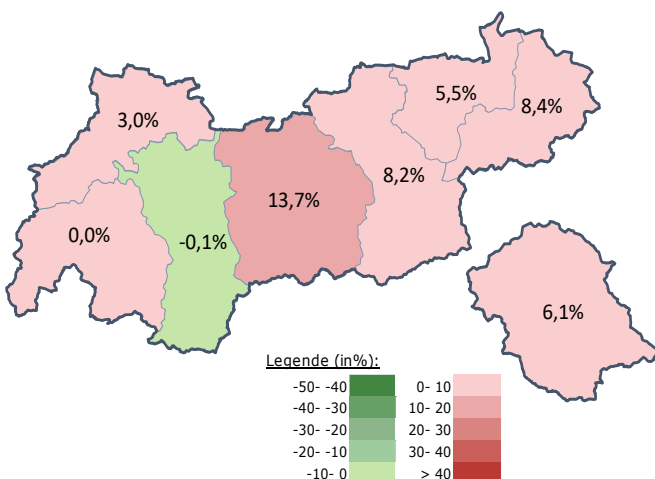 5,5%
8,4%
3,0%
8,2%
13,7%
0,0%
-0,1%
6,1%
Legende (in%):
-50- -40 0- 10
-40- -30 10- 20
-30- -20 20- 30
-20- -10 30- 40
-10- 0 > 40